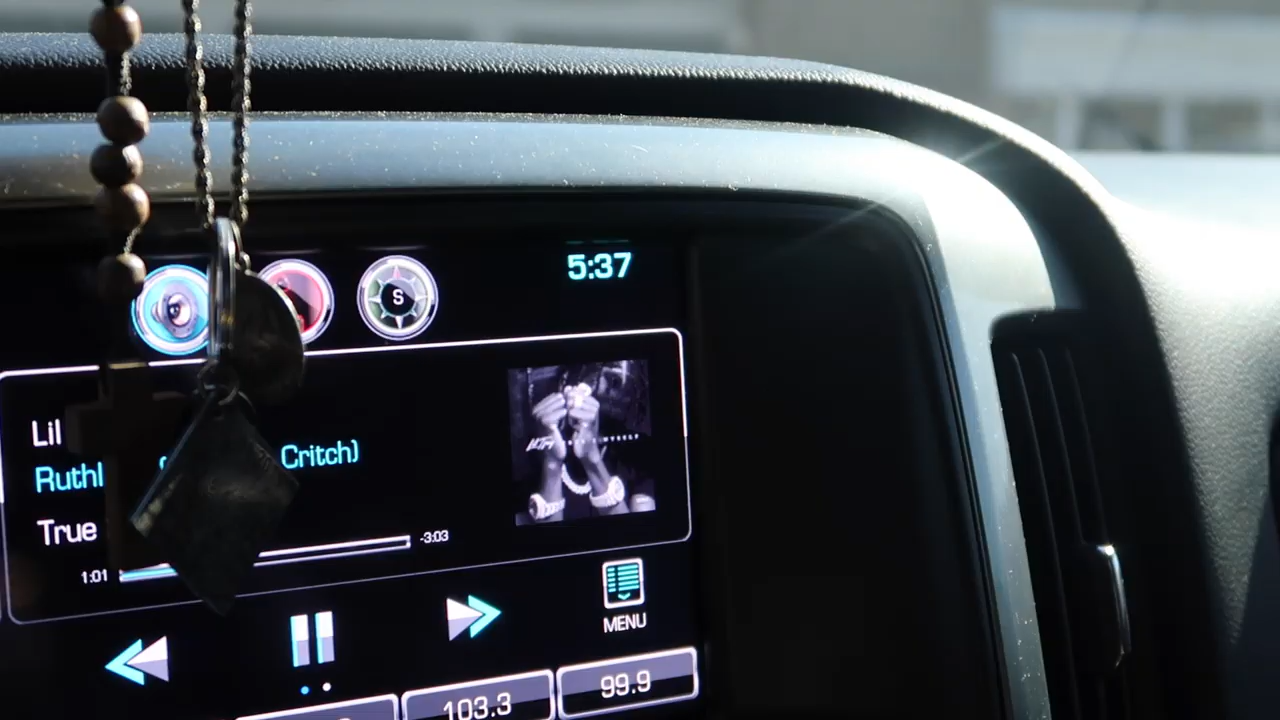 S
5:37
Lil
Ruthl Critch)
True
1:01 -3:03
MENU
103.3
99.9